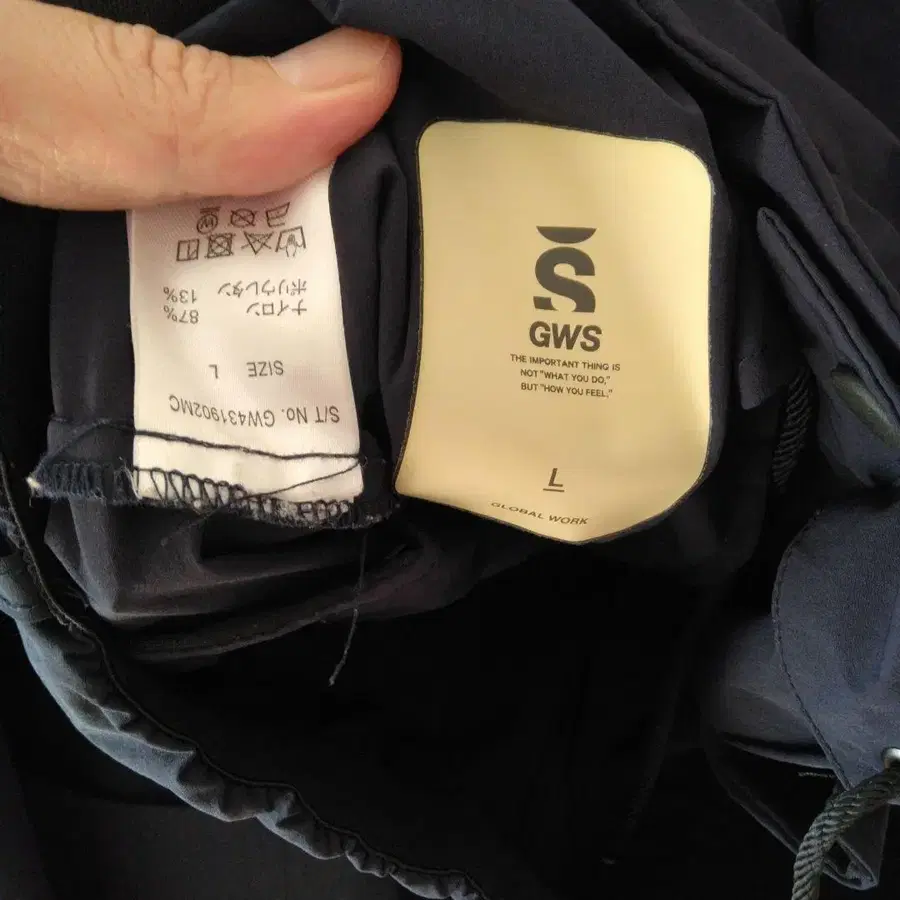 S/T No. GW431902MC
SIZE L
ナイロン 87%
ポリウレタン 13%
S
GWS
THE IMPORTANT THING IS
NOT "WHAT YOU DO,"
BUT "HOW YOU FEEL."
L
GLOBAL WORK